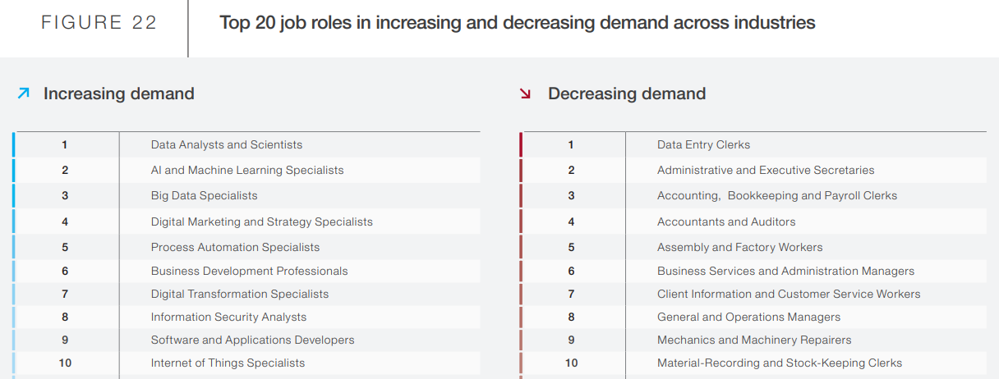 FIGURE 22
Top 20 job roles in increasing and decreasing demand across industries
Increasing demand
1 Data Analysts and Scientists
2 AI and Machine Learning Specialists
3 Big Data Specialists
4 Digital Marketing and Strategy Specialists
5 Process Automation Specialists
6 Business Development Professionals
7 Digital Transformation Specialists
8 Information Security Analysts
9 Software and Applications Developers
10 Internet of Things Specialists
Decreasing demand
1 Data Entry Clerks
2 Administrative and Executive Secretaries
3 Accounting, Bookkeeping and Payroll Clerks
4 Accountants and Auditors
5 Assembly and Factory Workers
6 Business Services and Administration Managers
7 Client Information and Customer Service Workers
8 General and Operations Managers
9 Mechanics and Machinery Repairers
10 Material-Recording and Stock-Keeping Clerks